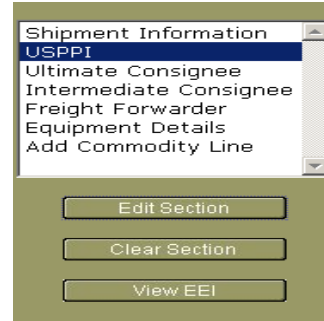 Shipment Information
USPPI
Ultimate Consignee
Intermediate Consignee
Freight Forwarder
Equipment Details
Add Commodity Line
Edit Section
Clear Section
View EEI